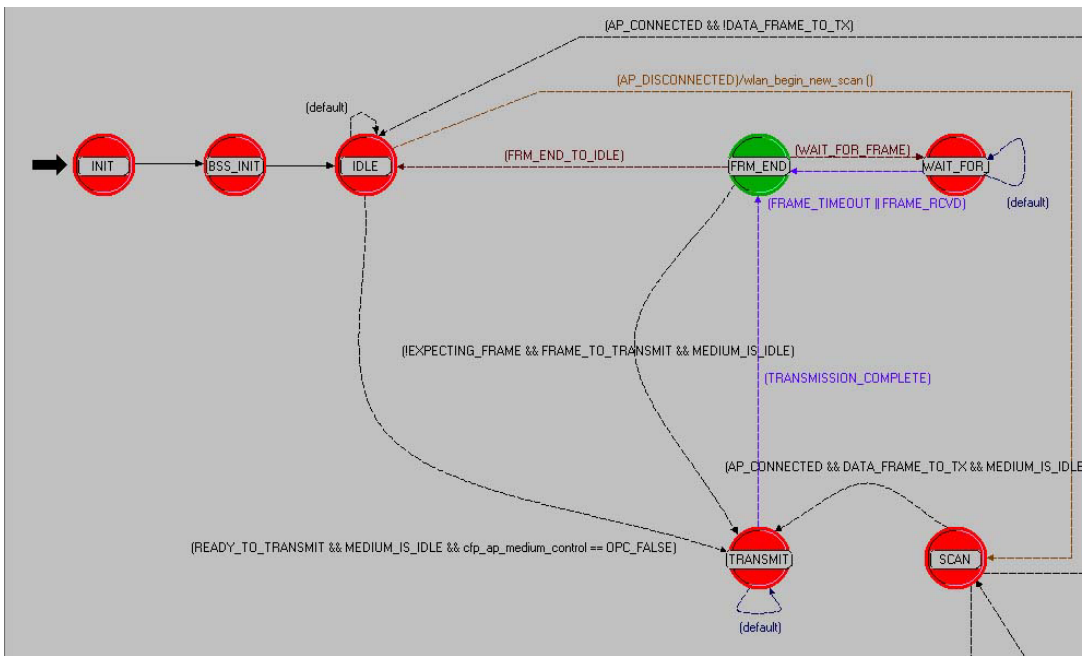 (AP_CONNECTED && !DATA_FRAME_TO_TX)
(AP_DISCONNECTED)/wlan_begin_new_scan ()
(default)
(FRM_END_TO_IDLE)
(WAIT_FOR_FRAME)
INIT
BSS_INIT
IDLE
FRM_END
WAIT_FOR
(FRAME_TIMEOUT || FRAME_RCVD)
(default)
(!EXPECTING_FRAME && FRAME_TO_TRANSMIT && MEDIUM_IS_IDLE)
(TRANSMISSION_COMPLETE)
(AP_CONNECTED && DATA_FRAME_TO_TX && MEDIUM_IS_IDLE
(READY_TO_TRANSMIT && MEDIUM_IS_IDLE && cfp_ap_medium_control == OPC_FALSE)
TRANSMIT
SCAN
(default)